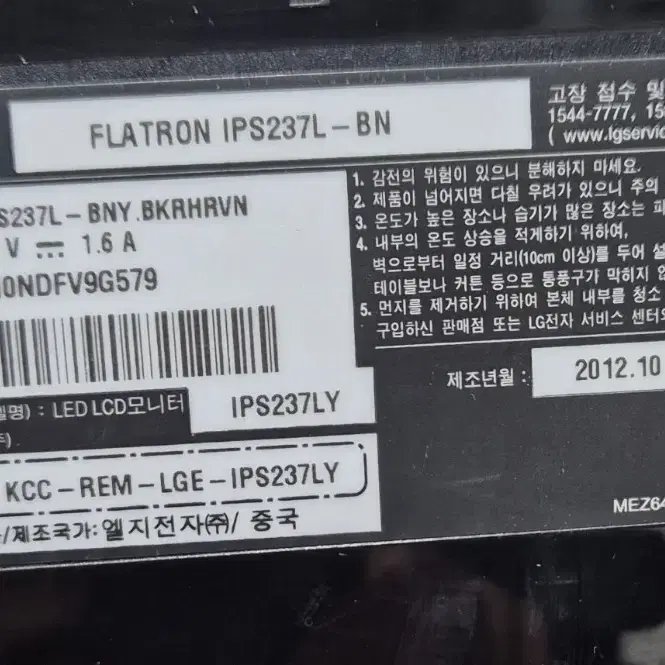 FLATRON IPS237L-BN
고장 접수 및
1544-7777, 15
( www.lgservic
S237L-BNY.BKRHRVN
V ⎓ 1.6 A
0NDFV9G579
1. 감전의 위험이 있으니 분해하지 마세요.
2. 제품이 넘어지면 다칠 우려가 있으니 주의
3. 온도가 높은 장소나 습기가 많은 장소는 피
4. 내부의 온도 상승을 적게하기 위하여,
벽으로부터 일정 거리(10cm 이상)를 두어 설
테이블보나 커튼 등으로 통풍구가 막히지 않
5. 먼지를 제거하기 위하여 본체 내부를 청소
구입하신 판매점 또는 LG전자 서비스 센터
제조년월 : 2012.10
명) : LED LCD모니터 IPS237LY
KCC-REM-LGE-IPS237LY
/제조국가: 엘지전자㈜/ 중국
MEZ64